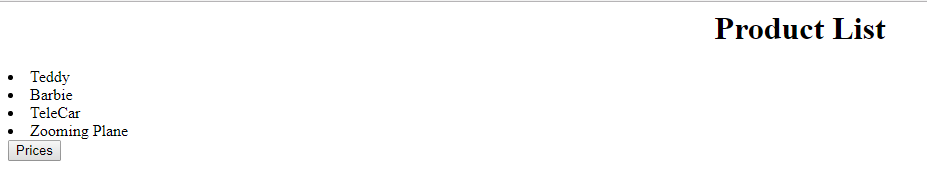 Product List
Teddy
Barbie
TeleCar
Zooming Plane
Prices